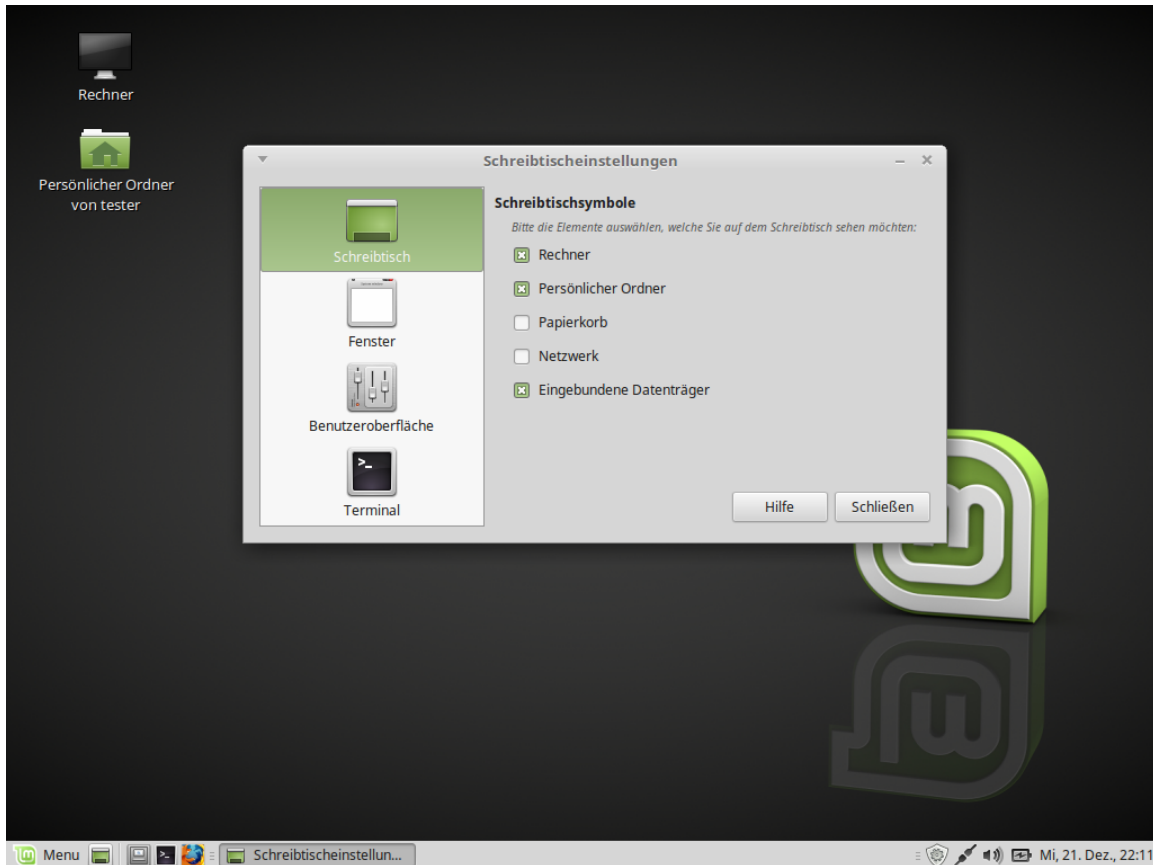 Rechner
Persönlicher Ordner
von tester
Schreibtischeinstellungen
Schreibtisch
Fenster
Benutzeroberfläche
Terminal
Schreibtischsymbole
Bitte die Elemente auswählen, welche Sie auf dem Schreibtisch sehen möchten:
Rechner
Persönlicher Ordner
Papierkorb
Netzwerk
Eingebundene Datenträger
Hilfe
Schließen
Menu
Schreibtischeinstellun...
Mi, 21. Dez., 22:11